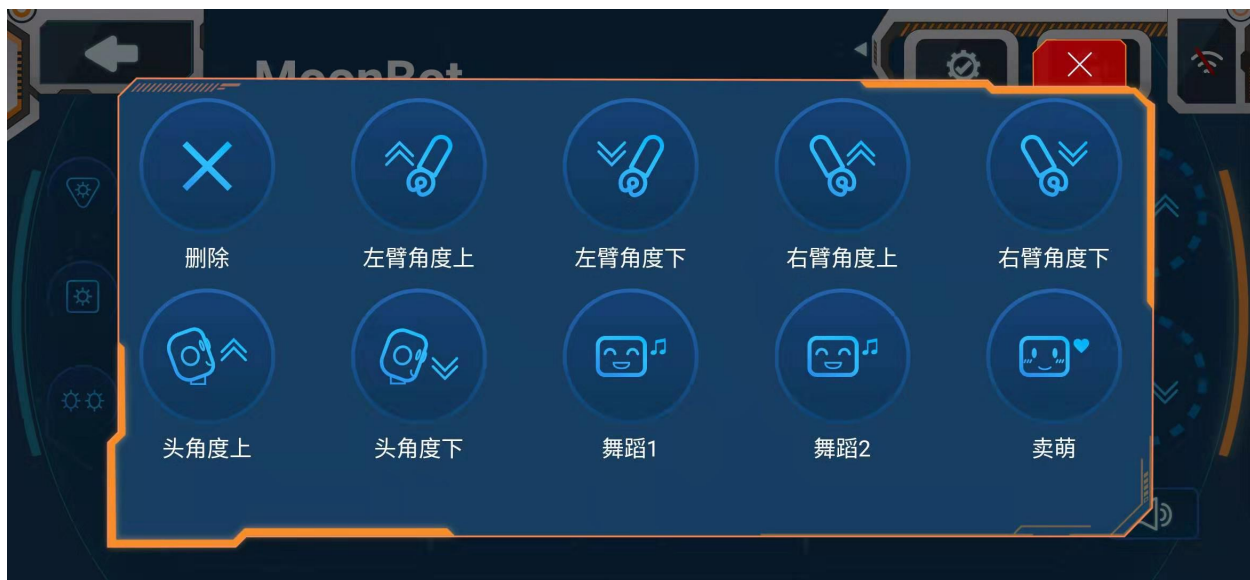 MoonBot
删除
左臂角度上
左臂角度下
右臂角度上
右臂角度下
头角度上
头角度下
舞蹈1
舞蹈2
卖萌